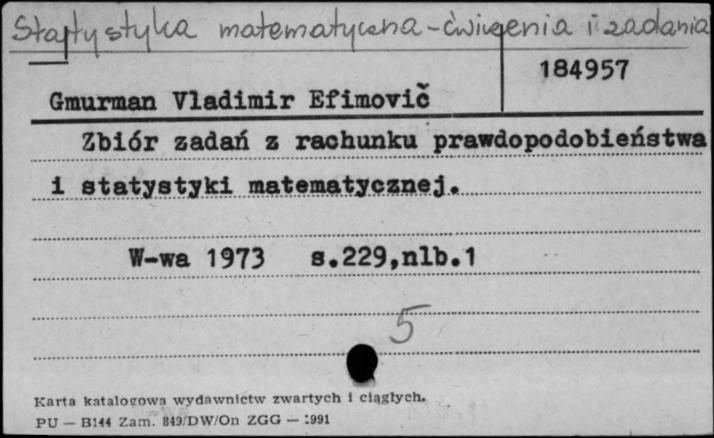 Statystyka matematyczna - ćwiczenia i zadania
184957
Gmurman Vladimir Efimovič
Zbiór zadań z rachunku prawdopodobieństwa
i statystyki matematycznej.
W-wa 1973 s.229,nlb.1
5
Karta katalogowa wydawnictw zwartych i ciągłych.
PU — B144 Zam. 849/DW/On ZGG — 1991